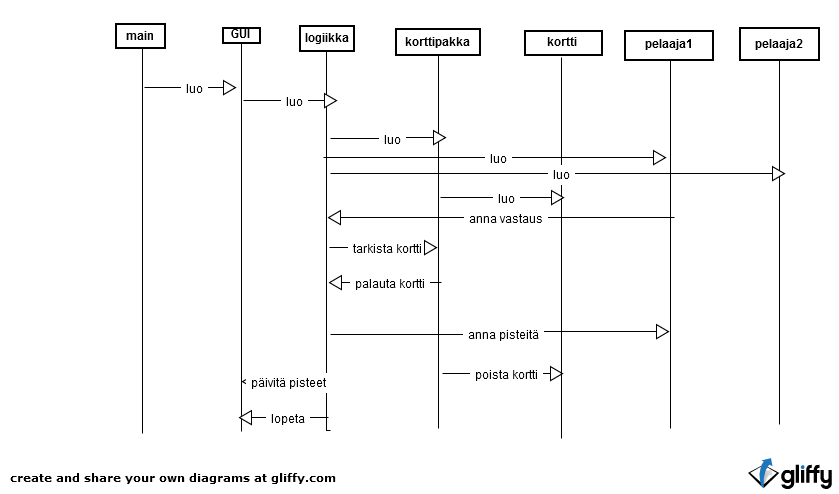 main
GUI
logiikka
korttipakka
kortti
pelaaja1
pelaaja2
luo
luo
luo
luo
luo
luo
anna vastaus
tarkista kortti
palauta kortti
anna pisteitä
poista kortti
päivitä pisteet
lopeta
create and share your own diagrams at gliffy.com
gliffy